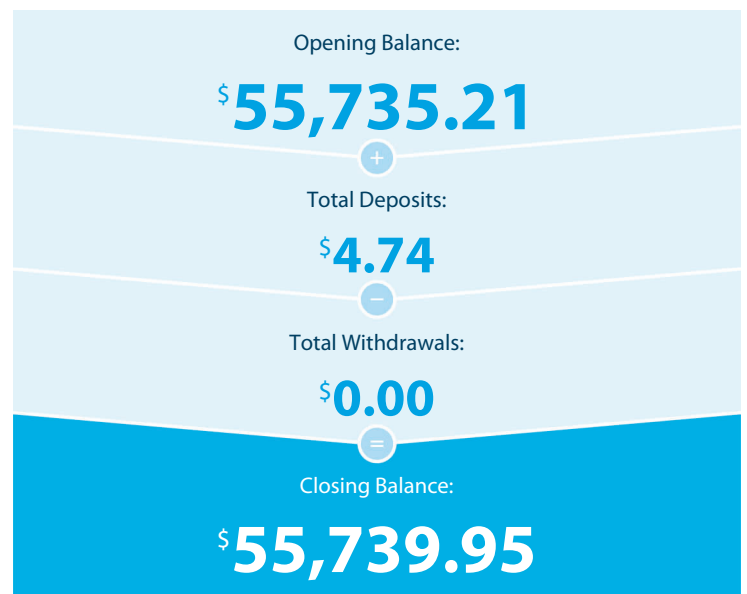 Opening Balance:
$55,735.21
+
Total Deposits:
$4.74
−
Total Withdrawals:
$0.00
=
Closing Balance:
$55,739.95